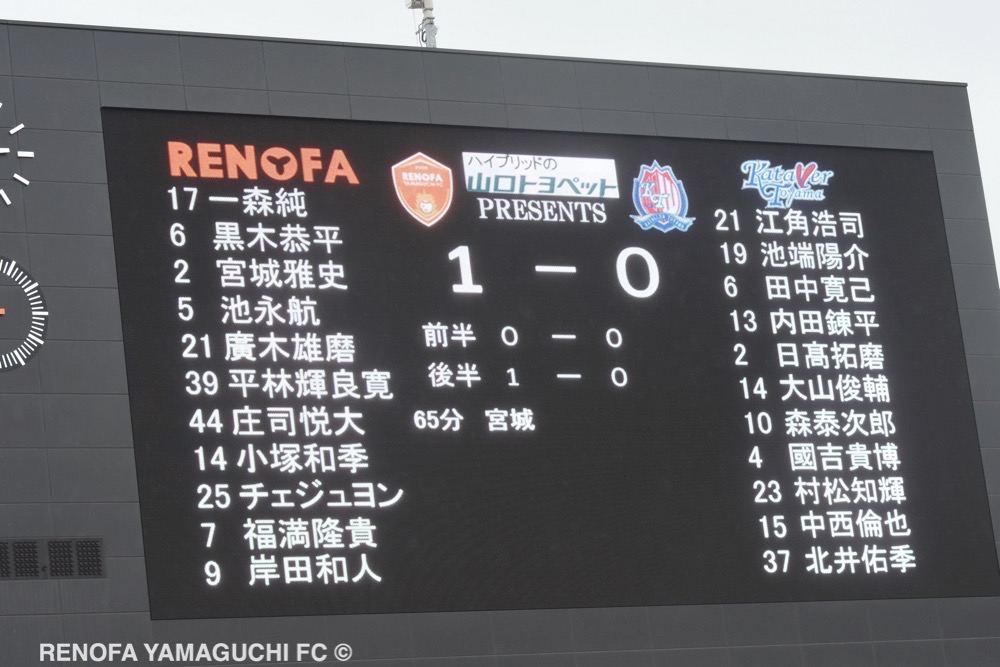 RENOFA
17 一森純
6 黒木恭平
2 宮城雅史
5 池永航
21 廣木雄磨
39 平林輝良寛
44 庄司悦大
14 小塚和季
25 チェジュヨン
7 福満隆貴
9 岸田和人
RENOFA
YAMAGUCHI FC
ハイブリッドの
山口トヨペット
PRESENTS
1 ー 0
前半 0 ー 0
後半 1 ー 0
65分 宮城
Kataller
Toyama
21 江角浩司
19 池端陽介
6 田中寛己
13 内田錬平
2 日髙拓磨
14 大山俊輔
10 森泰次郎
4 國吉貴博
23 村松知輝
15 中西倫也
37 北井佑季
RENOFA YAMAGUCHI FC ©